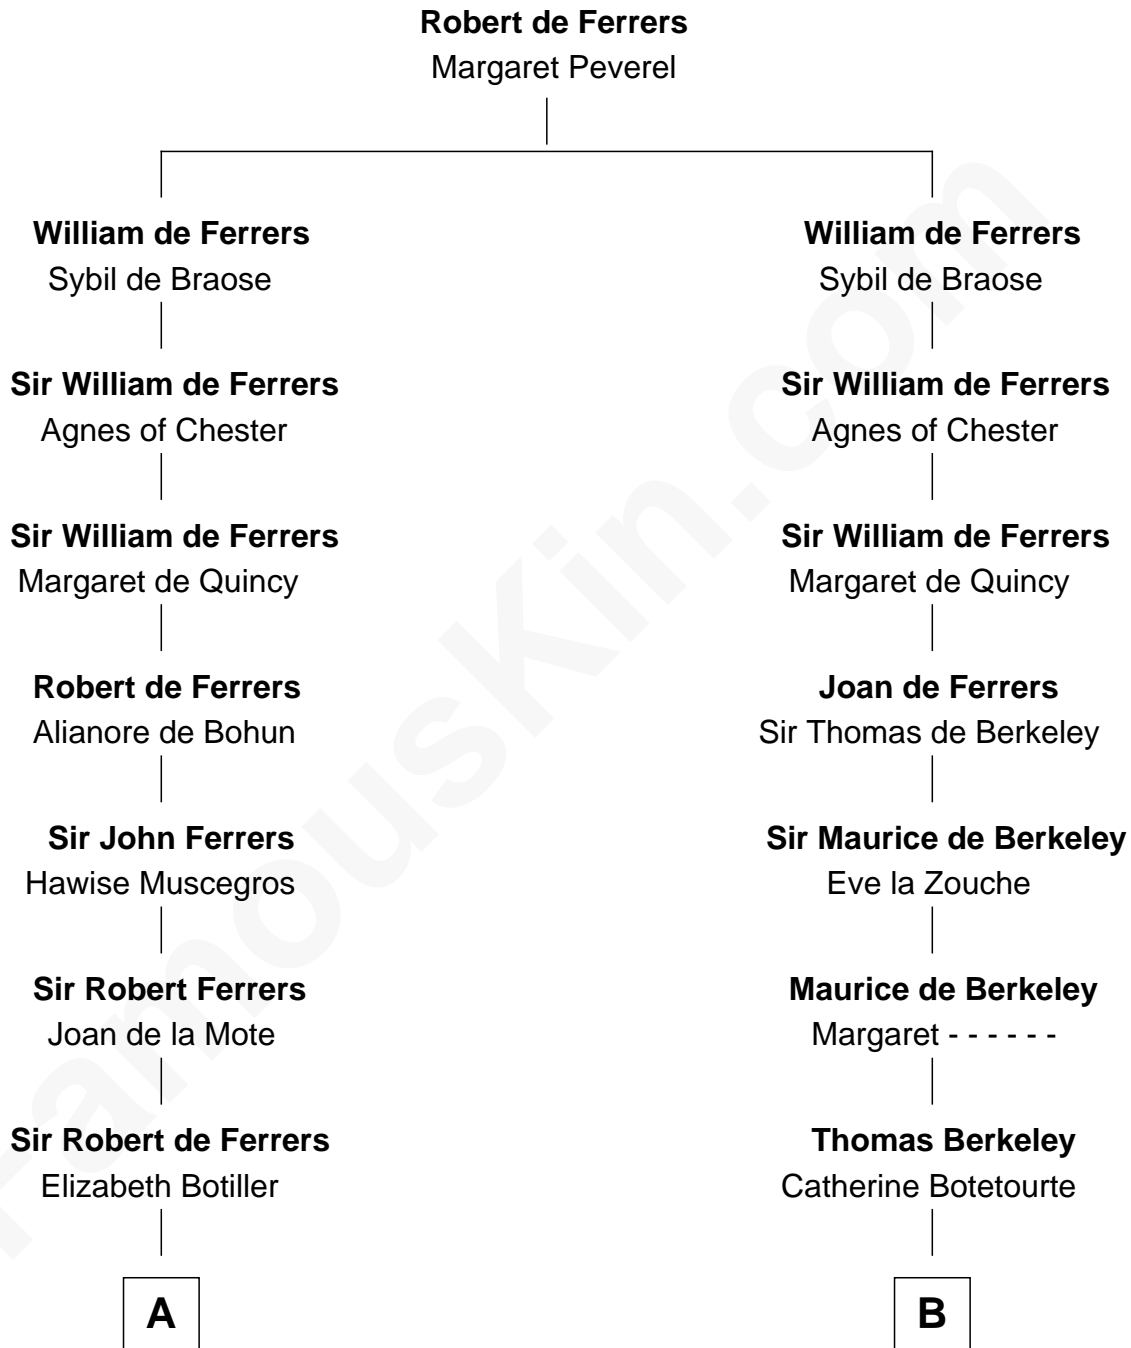 Robert de Ferrers
Margaret Peverel
William de Ferrers
Sybil de Braose
William de Ferrers
Sybil de Braose
Sir William de Ferrers
Agnes of Chester
Sir William de Ferrers
Agnes of Chester
Sir William de Ferrers
Margaret de Quincy
Sir William de Ferrers
Margaret de Quincy
Robert de Ferrers
Alianore de Bohun
Joan de Ferrers
Sir Thomas de Berkeley
Sir John Ferrers
Hawise Muscegros
Sir Maurice de Berkeley
Eve la Zouche
Sir Robert Ferrers
Joan de la Mote
Maurice de Berkeley
Margaret - - - - - -
Sir Robert de Ferrers
Elizabeth Botiller
Thomas Berkeley
Catherine Botetourte
A
B
FamousKin.com